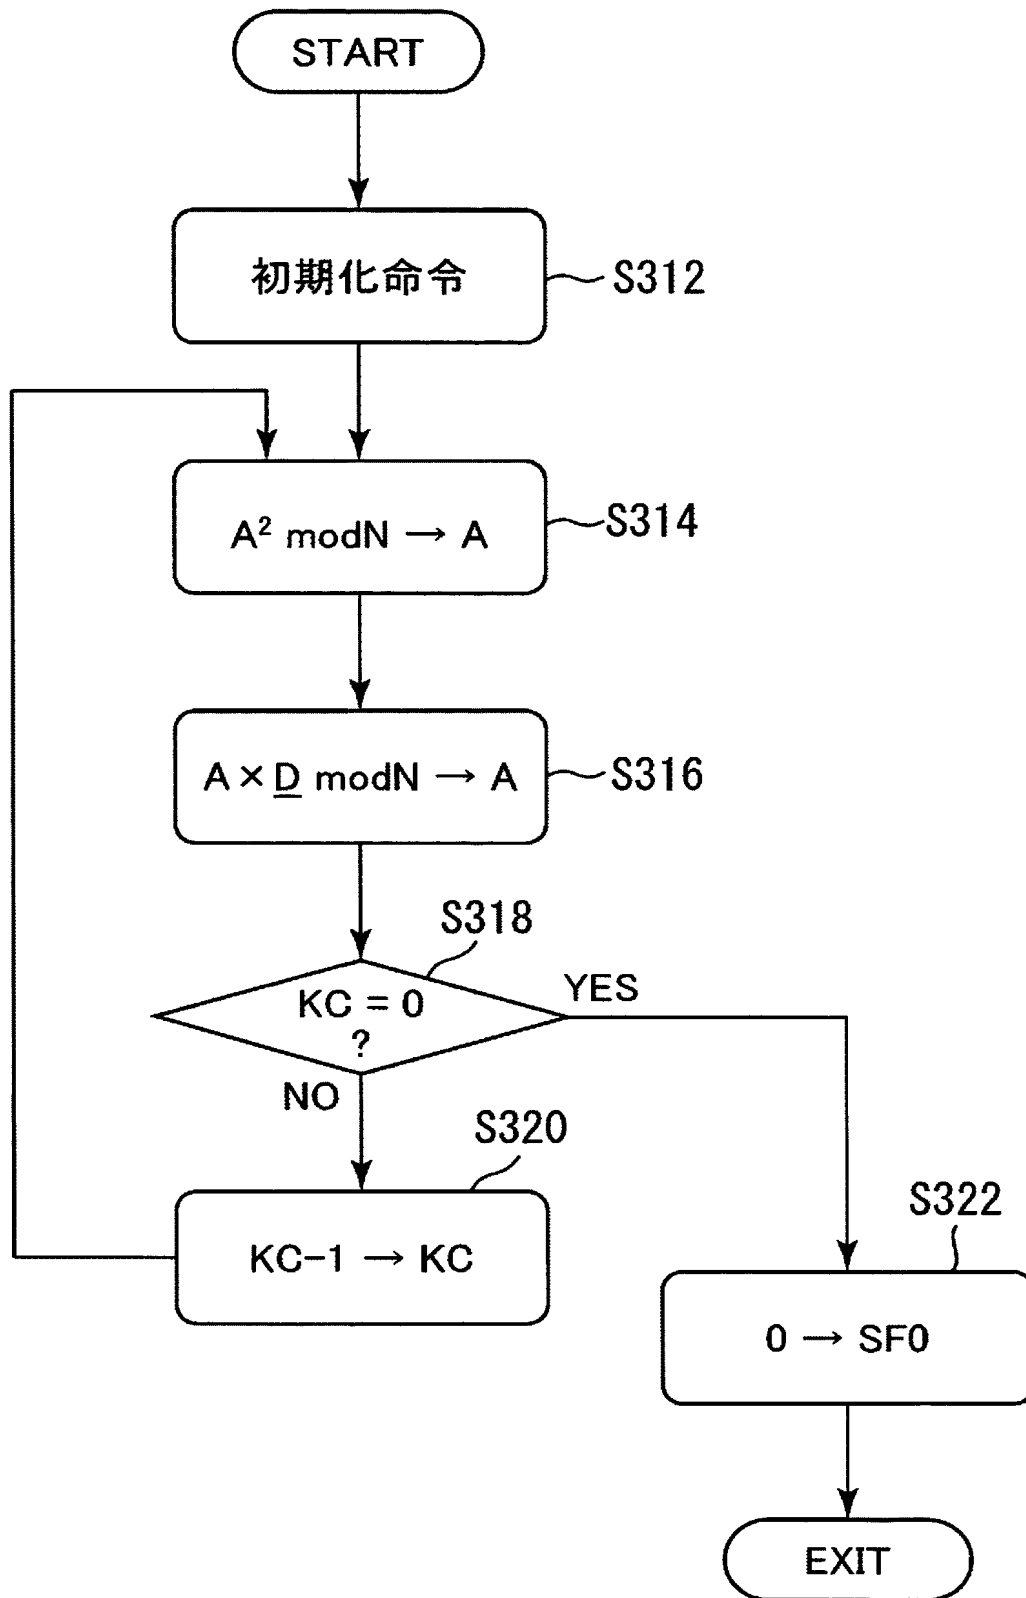 START
初期化命令
S312
A² modN → A
S314
A × D modN → A
S316
S318
KC = 0
?
YES
NO
S320
KC-1 → KC
S322
0 → SF0
EXIT